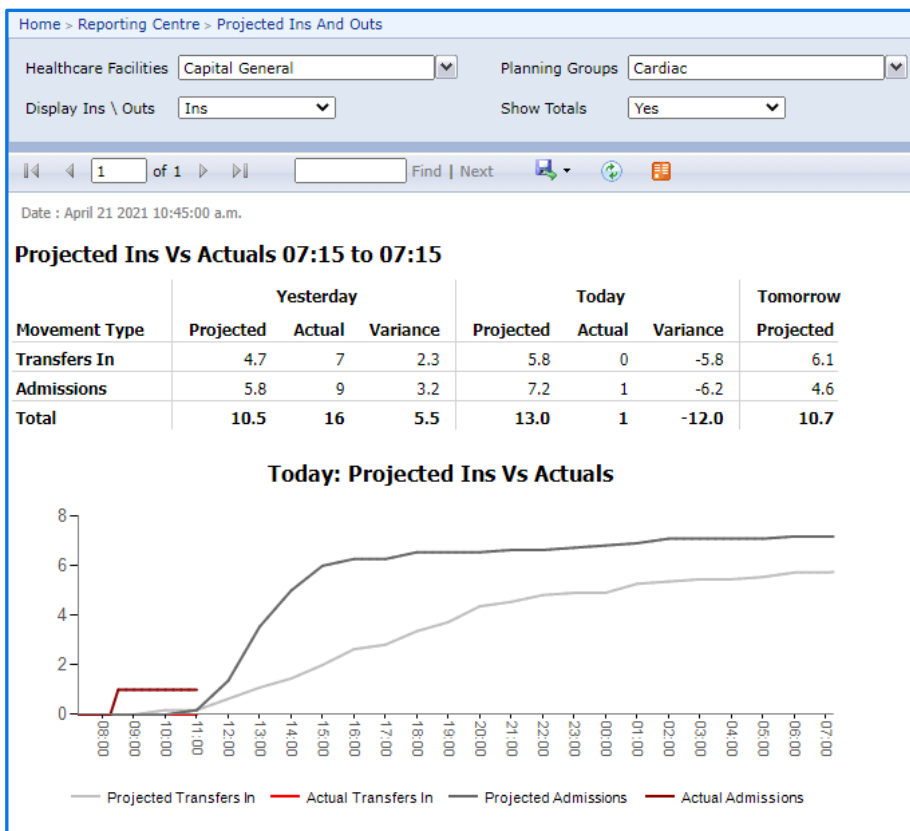 Home > Reporting Centre > Projected Ins And Outs
Healthcare Facilities Capital General Planning Groups Cardiac
Display Ins \ Outs Ins Show Totals Yes
1 of 1 Find | Next
Date : April 21 2021 10:45:00 a.m.
Projected Ins Vs Actuals 07:15 to 07:15
Yesterday Today Tomorrow
Movement Type Projected Actual Variance Projected Actual Variance Projected
Transfers In 4.7 7 2.3 5.8 0 -5.8 6.1
Admissions 5.8 9 3.2 7.2 1 -6.2 4.6
Total 10.5 16 5.5 13.0 1 -12.0 10.7
Today: Projected Ins Vs Actuals
8
6
4
2
0
08:00 09:00 10:00 11:00 12:00 13:00 14:00 15:00 16:00 17:00 18:00 19:00 20:00 21:00 22:00 23:00 00:00 01:00 02:00 03:00 04:00 05:00 06:00 07:00
Projected Transfers In Actual Transfers In Projected Admissions Actual Admissions